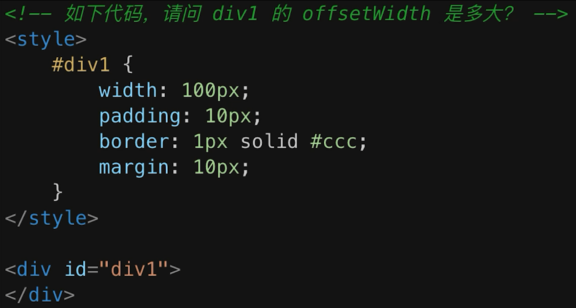 <!-- 如下代码，请问 div1 的 offsetWidth 是多大？ -->
<style>
    #div1 {
        width: 100px;
        padding: 10px;
        border: 1px solid #ccc;
        margin: 10px;
    }
</style>

<div id="div1">
</div>